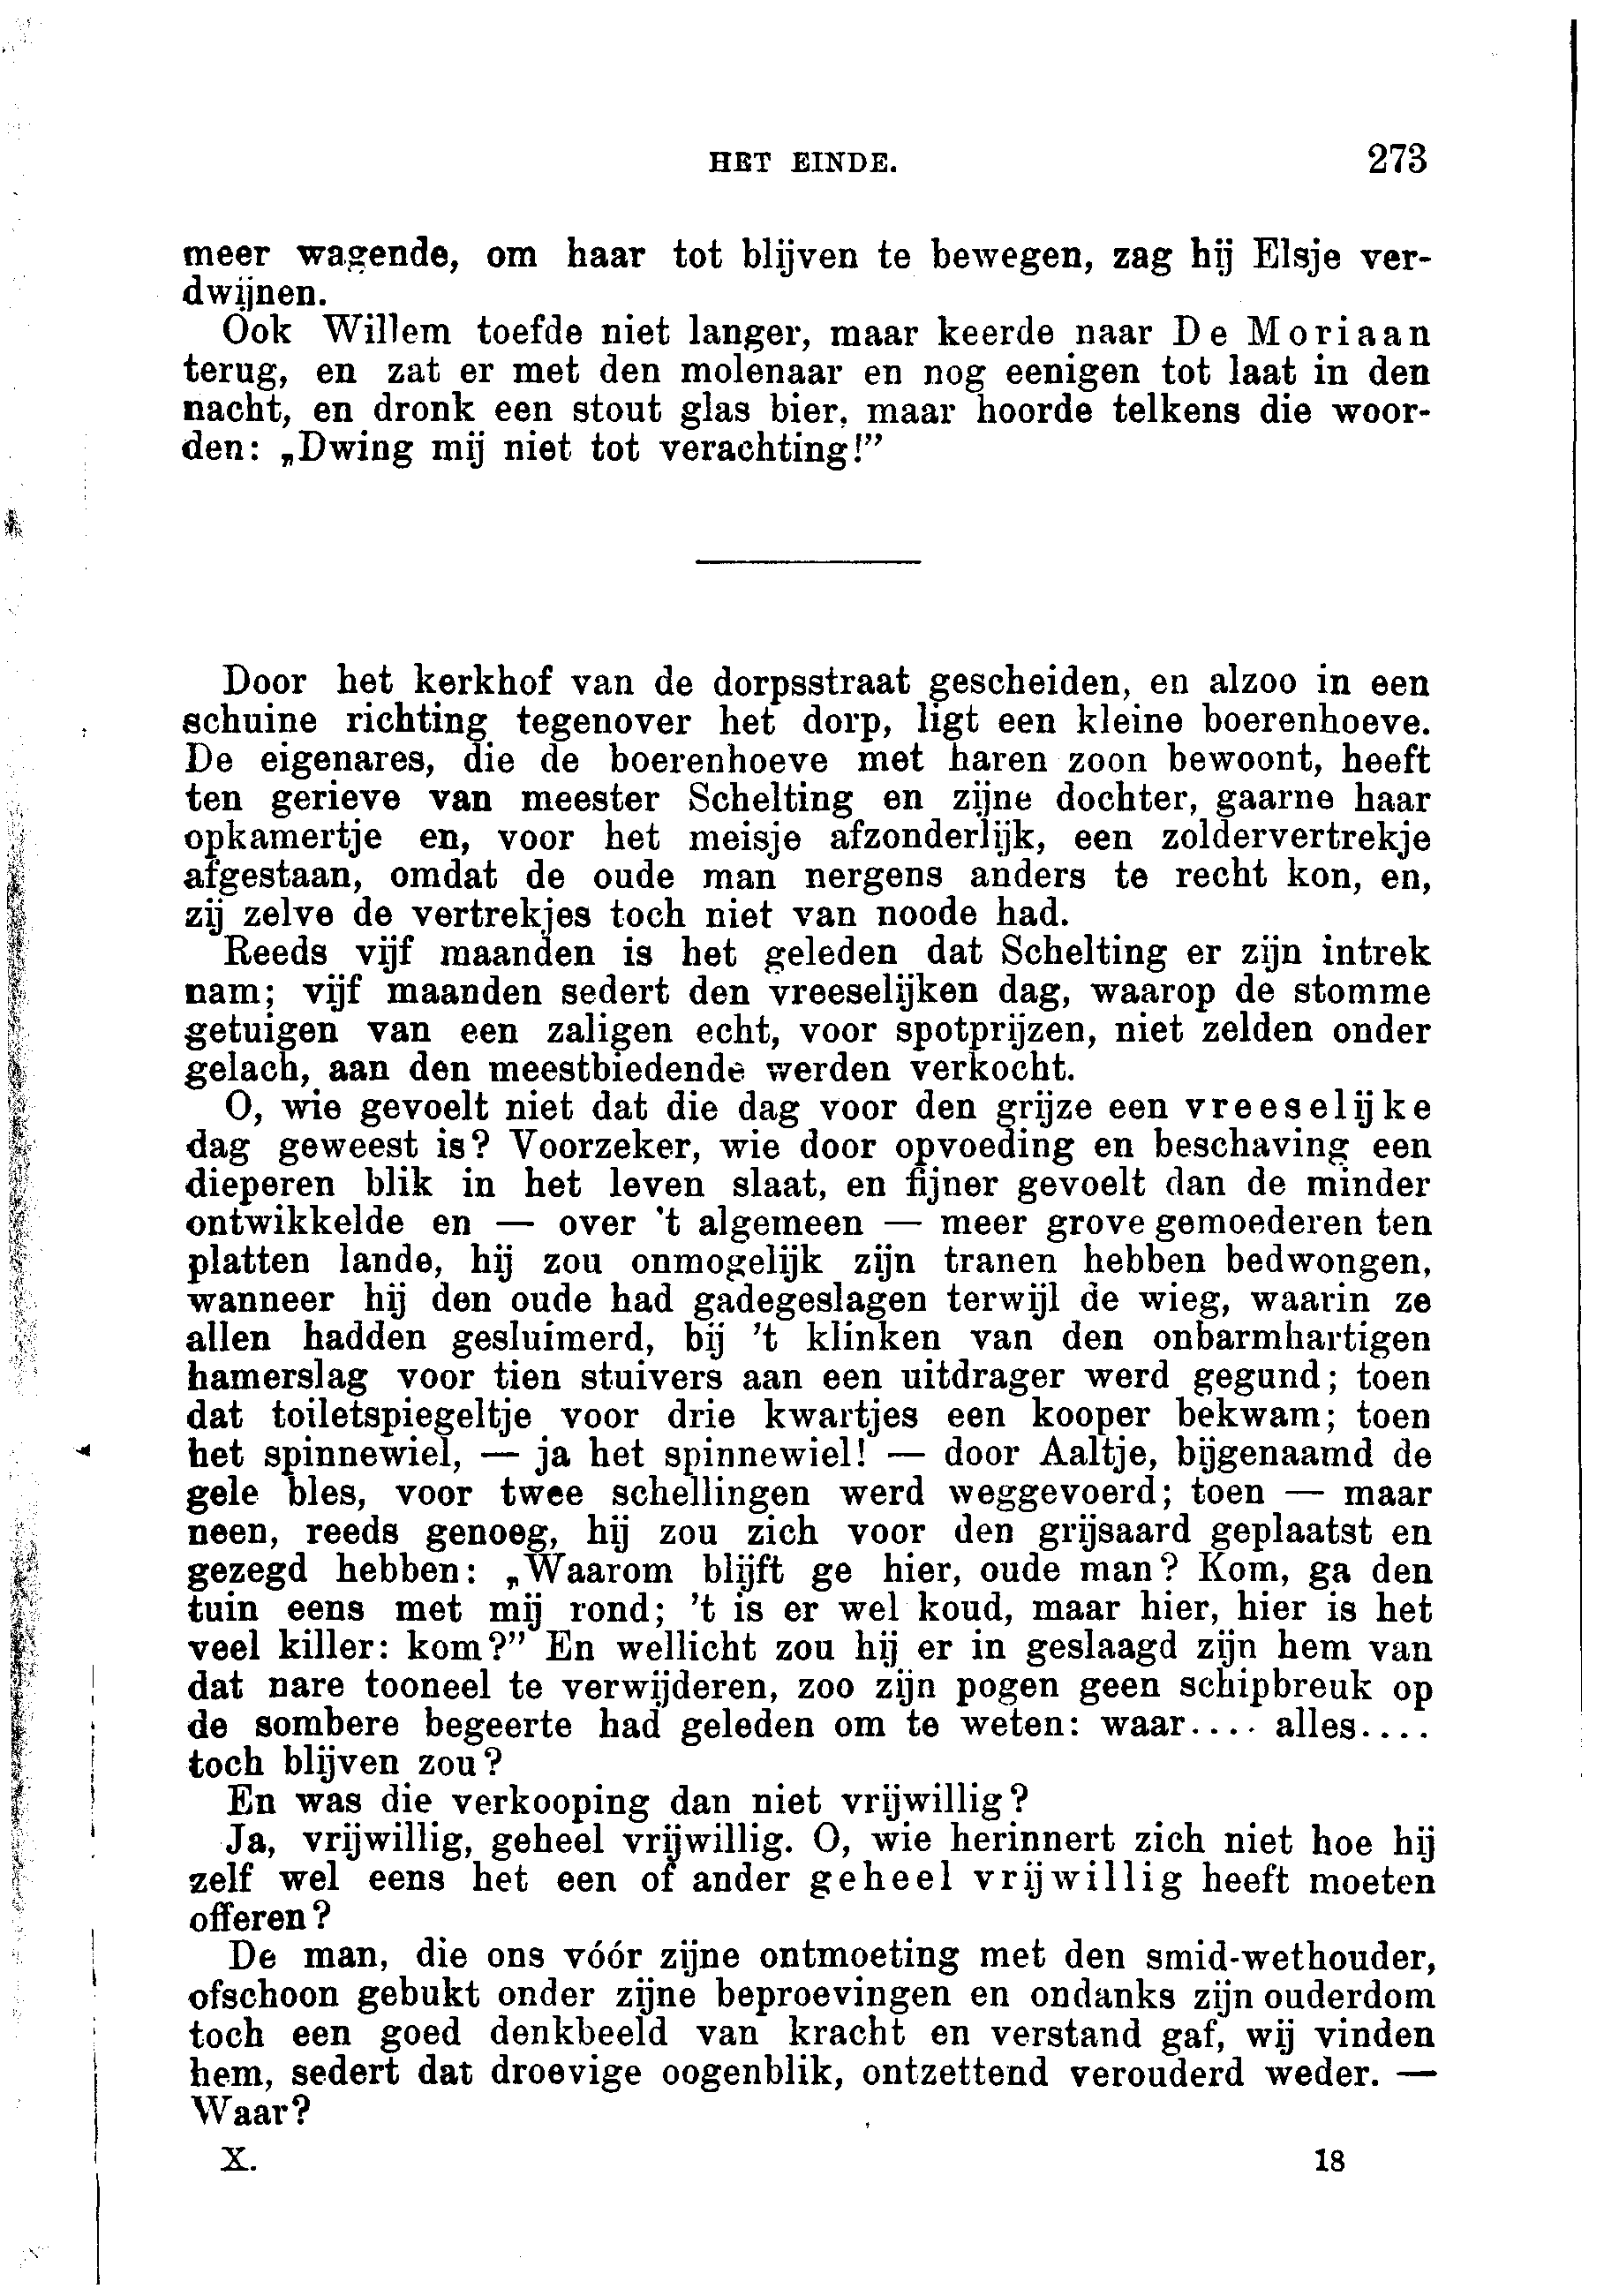 HET EINDE. 273
meer wagende, om haar tot blijven te bewegen, zag hij Elsje ver-
dwijnen.
Ook Willem toefde niet langer, maar keerde naar De Moriaan
terug, en zat er met den molenaar en nog eenigen tot laat in den
nacht, en dronk een stout glas bier, maar hoorde telkens die woor-
den: „Dwing mij niet tot verachting!”
Door het kerkhof van de dorpsstraat gescheiden, en alzoo in een
schuine richting tegenover het dorp, ligt een kleine boerenhoeve.
De eigenares, die de boerenhoeve met haren zoon bewoont, heeft
ten gerieve van meester Schelting en zijne dochter, gaarne haar
opkamertje en, voor het meisje afzonderlijk, een zoldervertrekje
afgestaan, omdat de oude man nergens anders te recht kon, en,
zij zelve de vertrekjes toch niet van noode had.
Reeds vijf maanden is het geleden dat Schelting er zijn intrek
nam; vijf maanden sedert den vreeselijken dag, waarop de stomme
getuigen van een zaligen echt, voor spotprijzen, niet zelden onder
gelach, aan den meestbiedende werden verkocht.
O, wie gevoelt niet dat die dag voor den grijze een vreeselijke
dag geweest is? Voorzeker, wie door opvoeding en beschaving een
dieperen blik in het leven slaat, en fijner gevoelt dan de minder
ontwikkelde en — over 't algemeen — meer grove gemoederen ten
platten lande, hij zou onmogelijk zijn tranen hebben bedwongen,
wanneer hij den oude had gadegeslagen terwijl de wieg, waarin ze
allen hadden gesluimerd, bij 't klinken van den onbarmhartigen
hamerslag voor tien stuivers aan een uitdrager werd gegund; toen
dat toiletspiegeltje voor drie kwartjes een kooper bekwam; toen
het spinnewiel, — ja het spinnewiel! — door Aaltje, bijgenaamd de
gele bles, voor twee schellingen werd weggevoerd; toen — maar
neen, reeds genoeg, hij zou zich voor den grijsaard geplaatst en
gezegd hebben: „Waarom blijft ge hier, oude man? Kom, ga den
tuin eens met mij rond; 't is er wel koud, maar hier, hier is het
veel killer: kom?” En wellicht zou hij er in geslaagd zijn hem van
dat nare tooneel te verwijderen, zoo zijn pogen geen schipbreuk op
de sombere begeerte had geleden om te weten: waar.... alles....
toch blijven zou?
En was die verkooping dan niet vrijwillig?
Ja, vrijwillig, geheel vrijwillig. O, wie herinnert zich niet hoe hij
zelf wel eens het een of ander geheel vrijwillig heeft moeten
offeren?
De man, die ons vóór zijne ontmoeting met den smid-wethouder,
ofschoon gebukt onder zijne beproevingen en ondanks zijn ouderdom
toch een goed denkbeeld van kracht en verstand gaf, wij vinden
hem, sedert dat droevige oogenblik, ontzettend verouderd weder. —
Waar?
X. 18